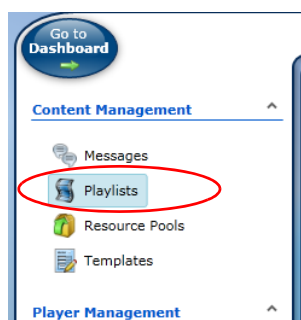 Go to
Dashboard
Content Management
Messages
Playlists
Resource Pools
Templates
Player Management